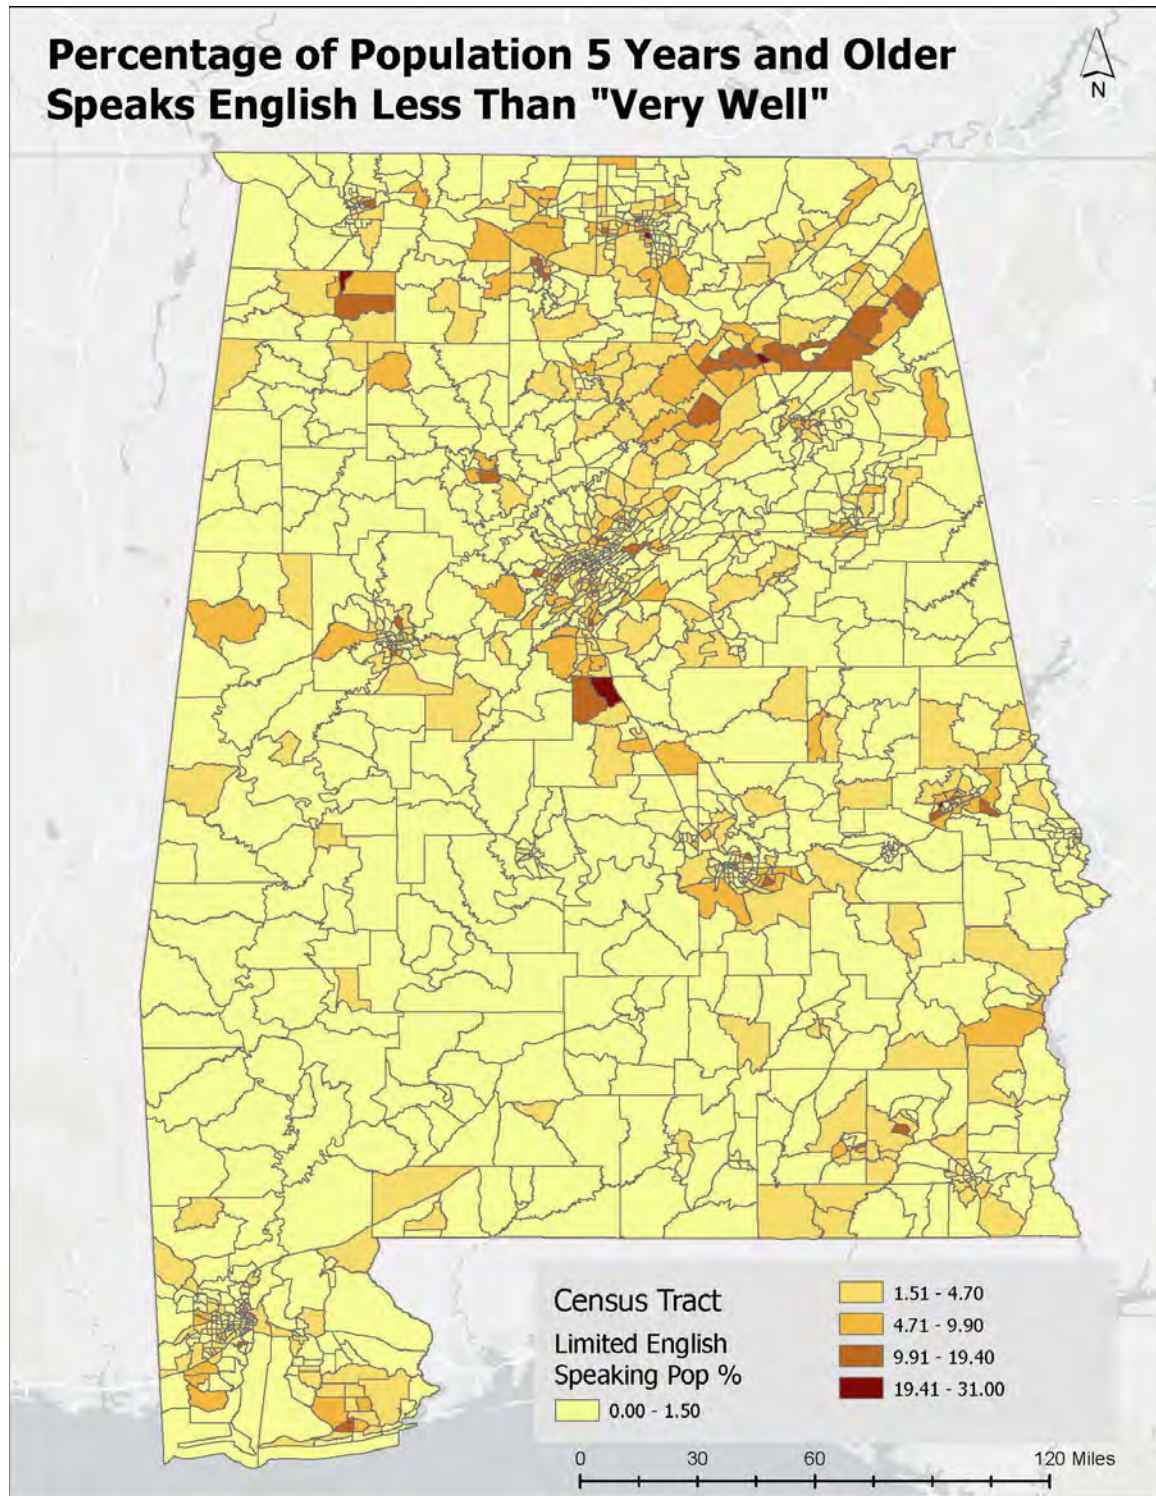 Percentage of Population 5 Years and Older
Speaks English Less Than "Very Well"
N
Census Tract
Limited English
Speaking Pop %
0.00 - 1.50
1.51 - 4.70
4.71 - 9.90
9.91 - 19.40
19.41 - 31.00
0 30 60 120 Miles